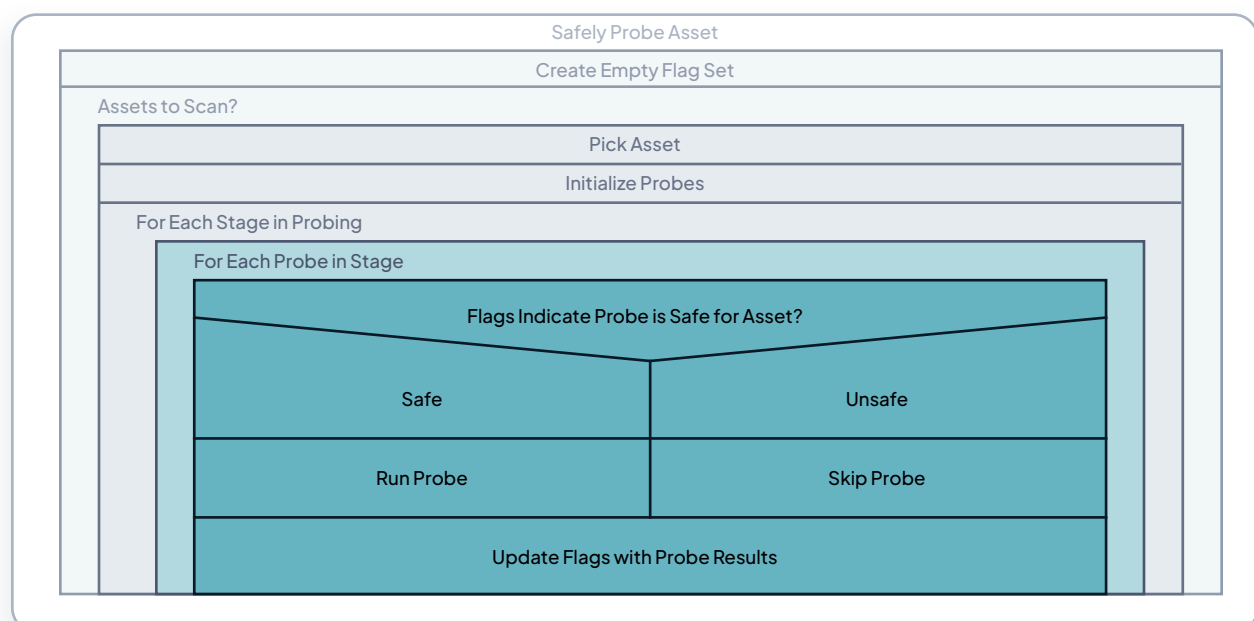 Safely Probe Asset
Create Empty Flag Set
Assets to Scan?
Pick Asset
Initialize Probes
For Each Stage in Probing
For Each Probe in Stage
Flags Indicate Probe is Safe for Asset?
Safe
Unsafe
Run Probe
Skip Probe
Update Flags with Probe Results